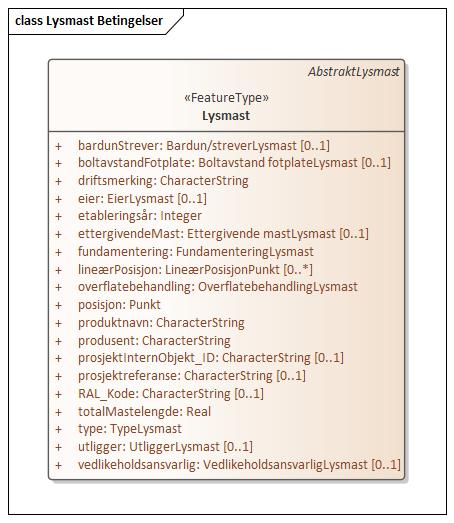 class Lysmast Betingelser
AbstraktLysmast
«FeatureType»
Lysmast
+ bardunStrever: Bardun/streverLysmast [0..1]
+ boltavstandFotplate: Boltavstand fotplateLysmast [0..1]
+ driftsmerking: CharacterString
+ eier: EierLysmast [0..1]
+ etableringsår: Integer
+ ettergivendeMast: Ettergivende mastLysmast [0..1]
+ fundamentering: FundamenteringLysmast
+ lineærPosisjon: LineærPosisjonPunkt [0..*]
+ overflatebehandling: OverflatebehandlingLysmast
+ posisjon: Punkt
+ produktnavn: CharacterString
+ produsent: CharacterString
+ prosjektInternObjekt_ID: CharacterString [0..1]
+ prosjektreferanse: CharacterString [0..1]
+ RAL_Kode: CharacterString [0..1]
+ totalMastelengde: Real
+ type: TypeLysmast
+ utligger: UtliggerLysmast [0..1]
+ vedlikeholdsansvarlig: VedlikeholdsansvarligLysmast [0..1]